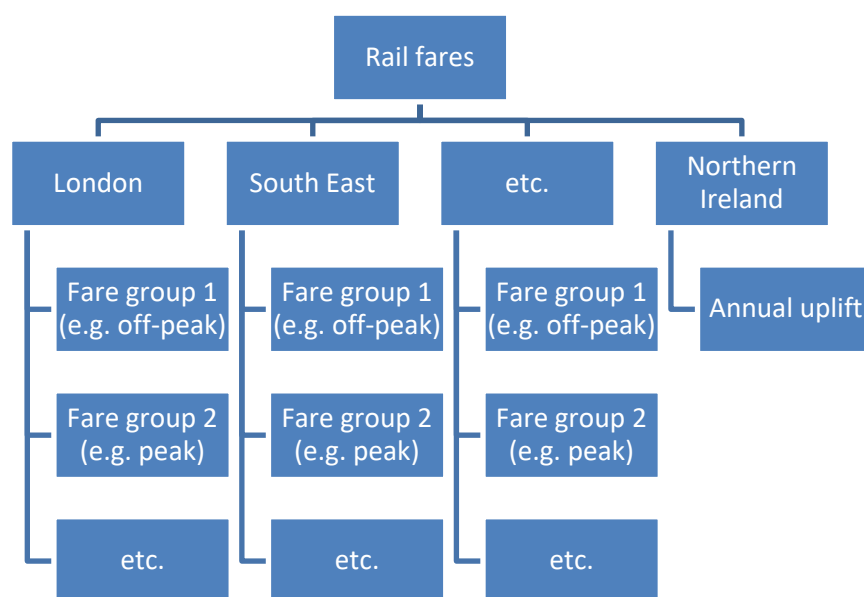 Rail fares
London
South East
etc.
Northern
Ireland
Fare group 1
(e.g. off-peak)
Fare group 1
(e.g. off-peak)
Fare group 1
(e.g. off-peak)
Annual uplift
Fare group 2
(e.g. peak)
Fare group 2
(e.g. peak)
Fare group 2
(e.g. peak)
etc.
etc.
etc.